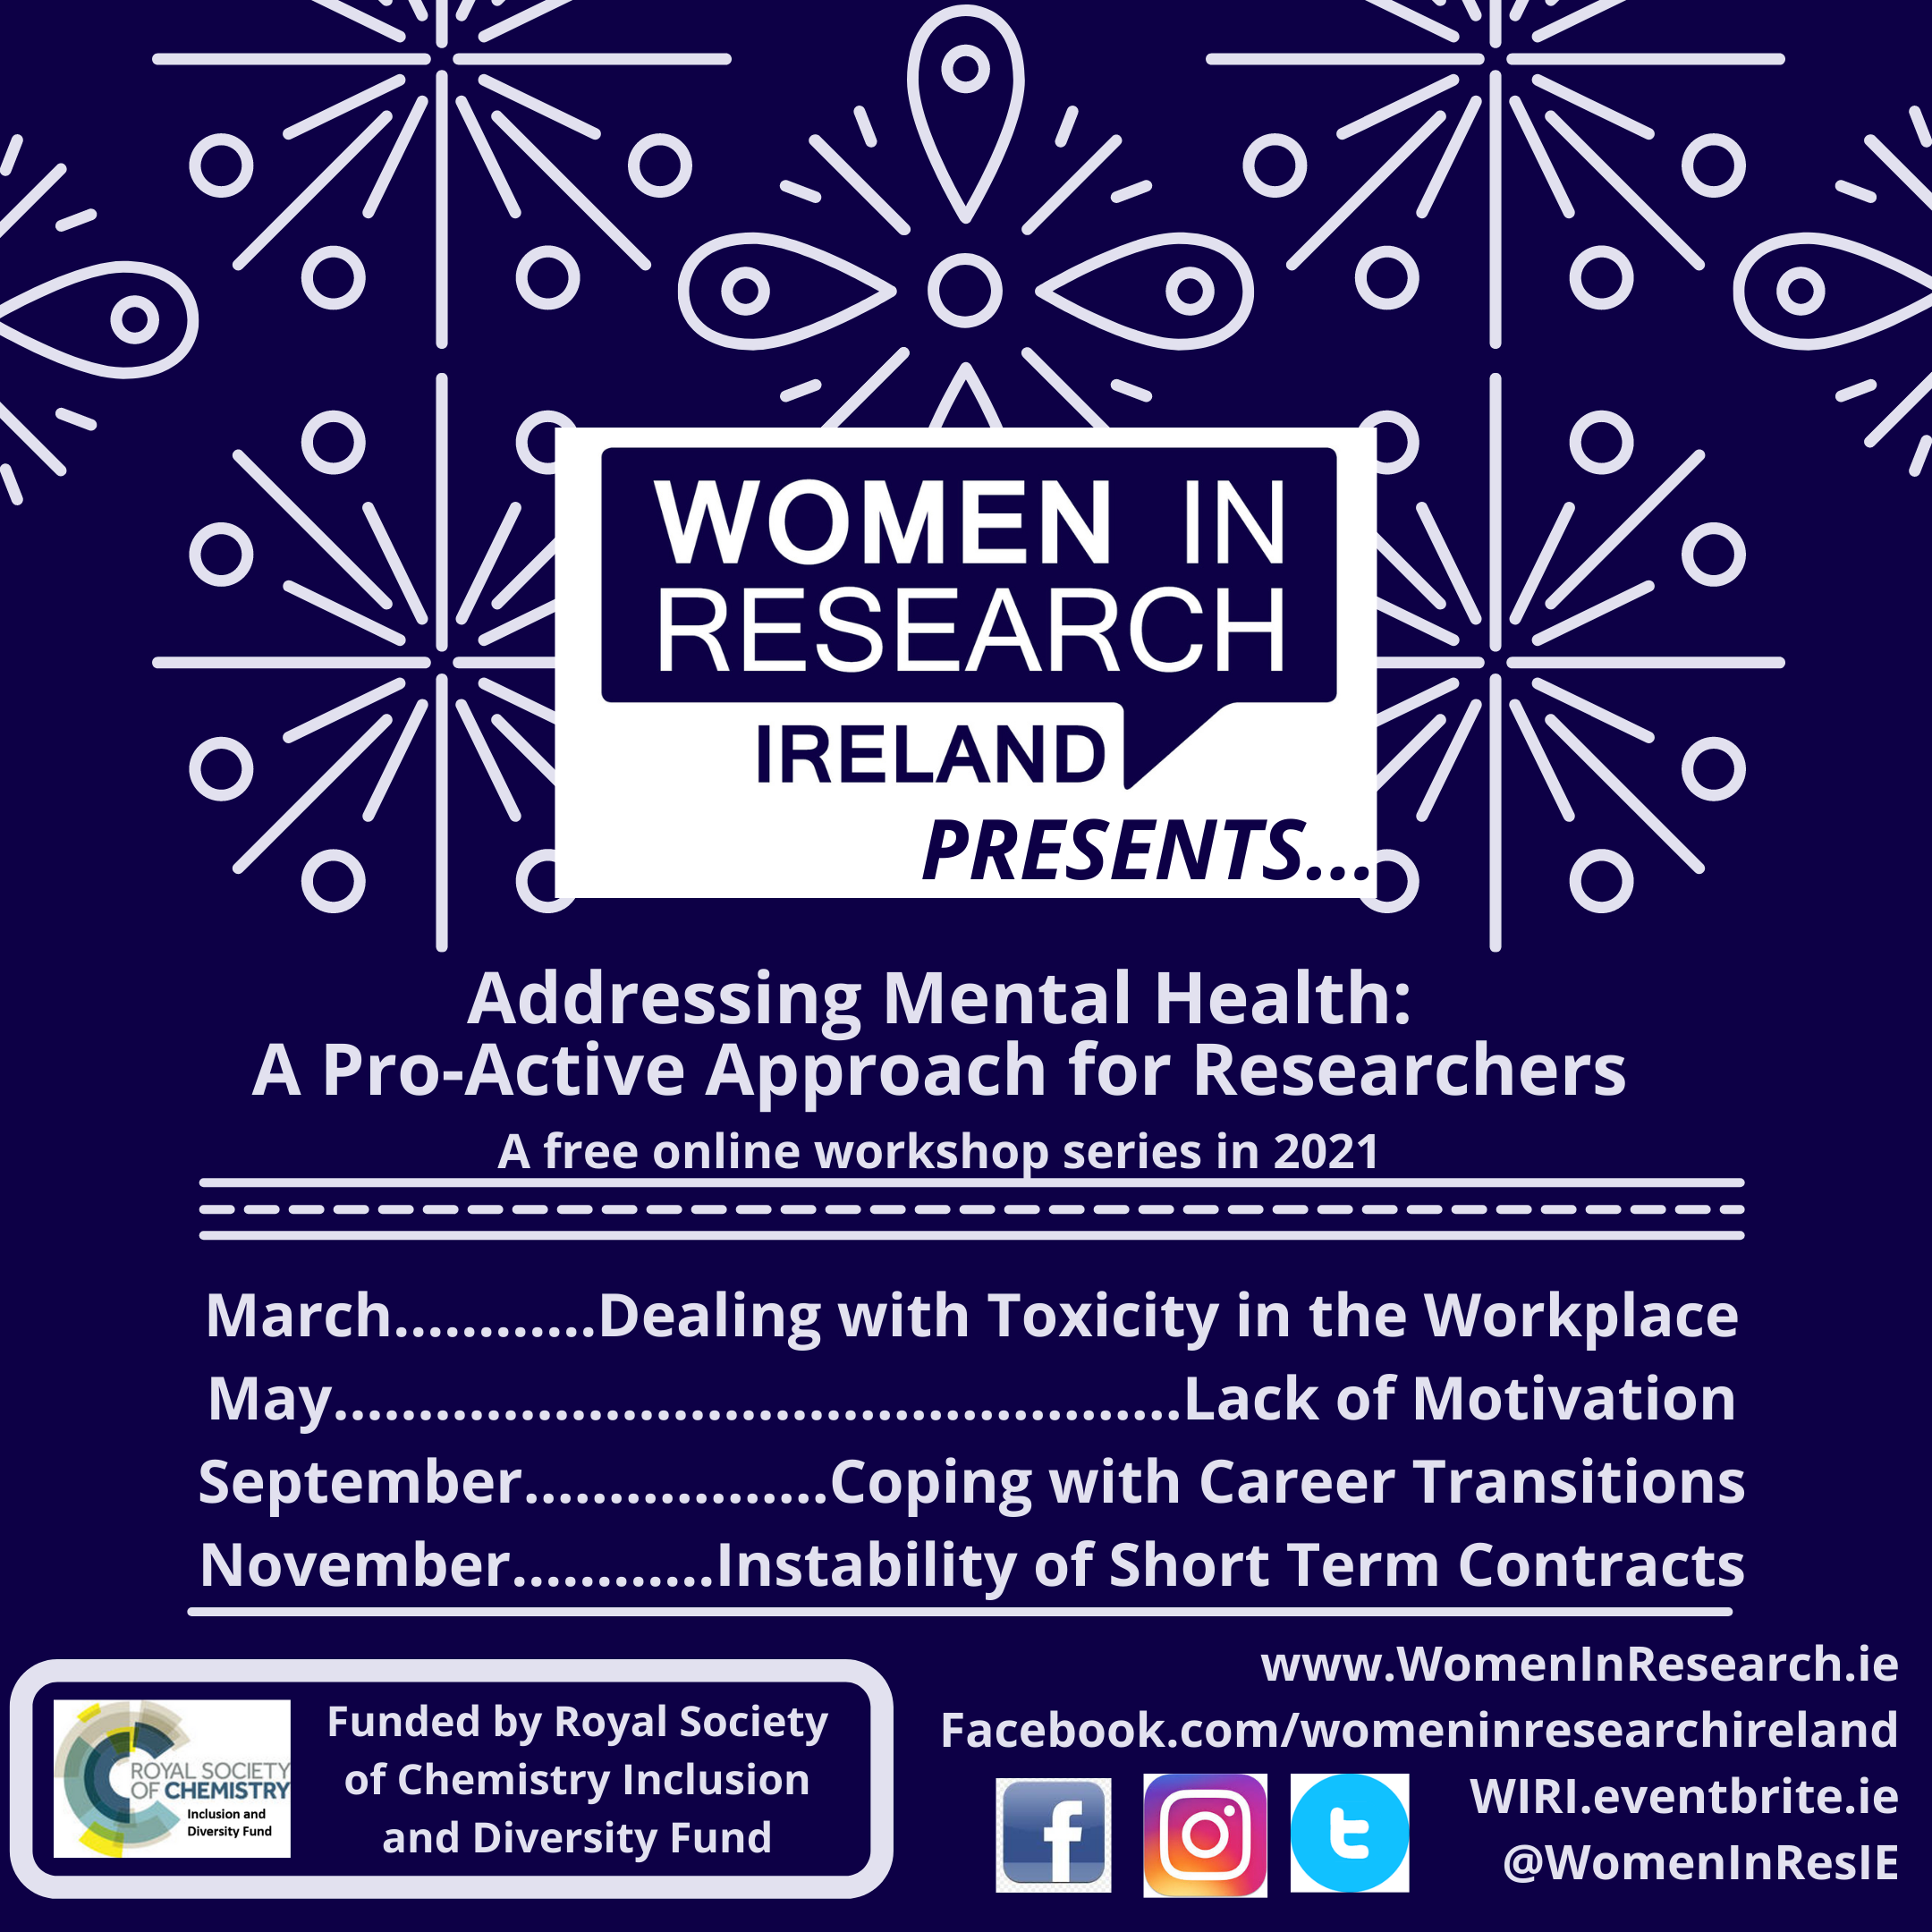 WOMEN IN
RESEARCH
IRELAND
PRESENTS...
Addressing Mental Health:
A Pro-Active Approach for Researchers
A free online workshop series in 2021
March............Dealing with Toxicity in the Workplace
May..................................................Lack of Motivation
September..................Coping with Career Transitions
November............Instability of Short Term Contracts
ROYAL SOCIETY
OF CHEMISTRY
Inclusion and
Diversity Fund
Funded by Royal Society
of Chemistry Inclusion
and Diversity Fund
www.WomenInResearch.ie
Facebook.com/womeninresearchireland
WIRI.eventbrite.ie
@WomenInResIE